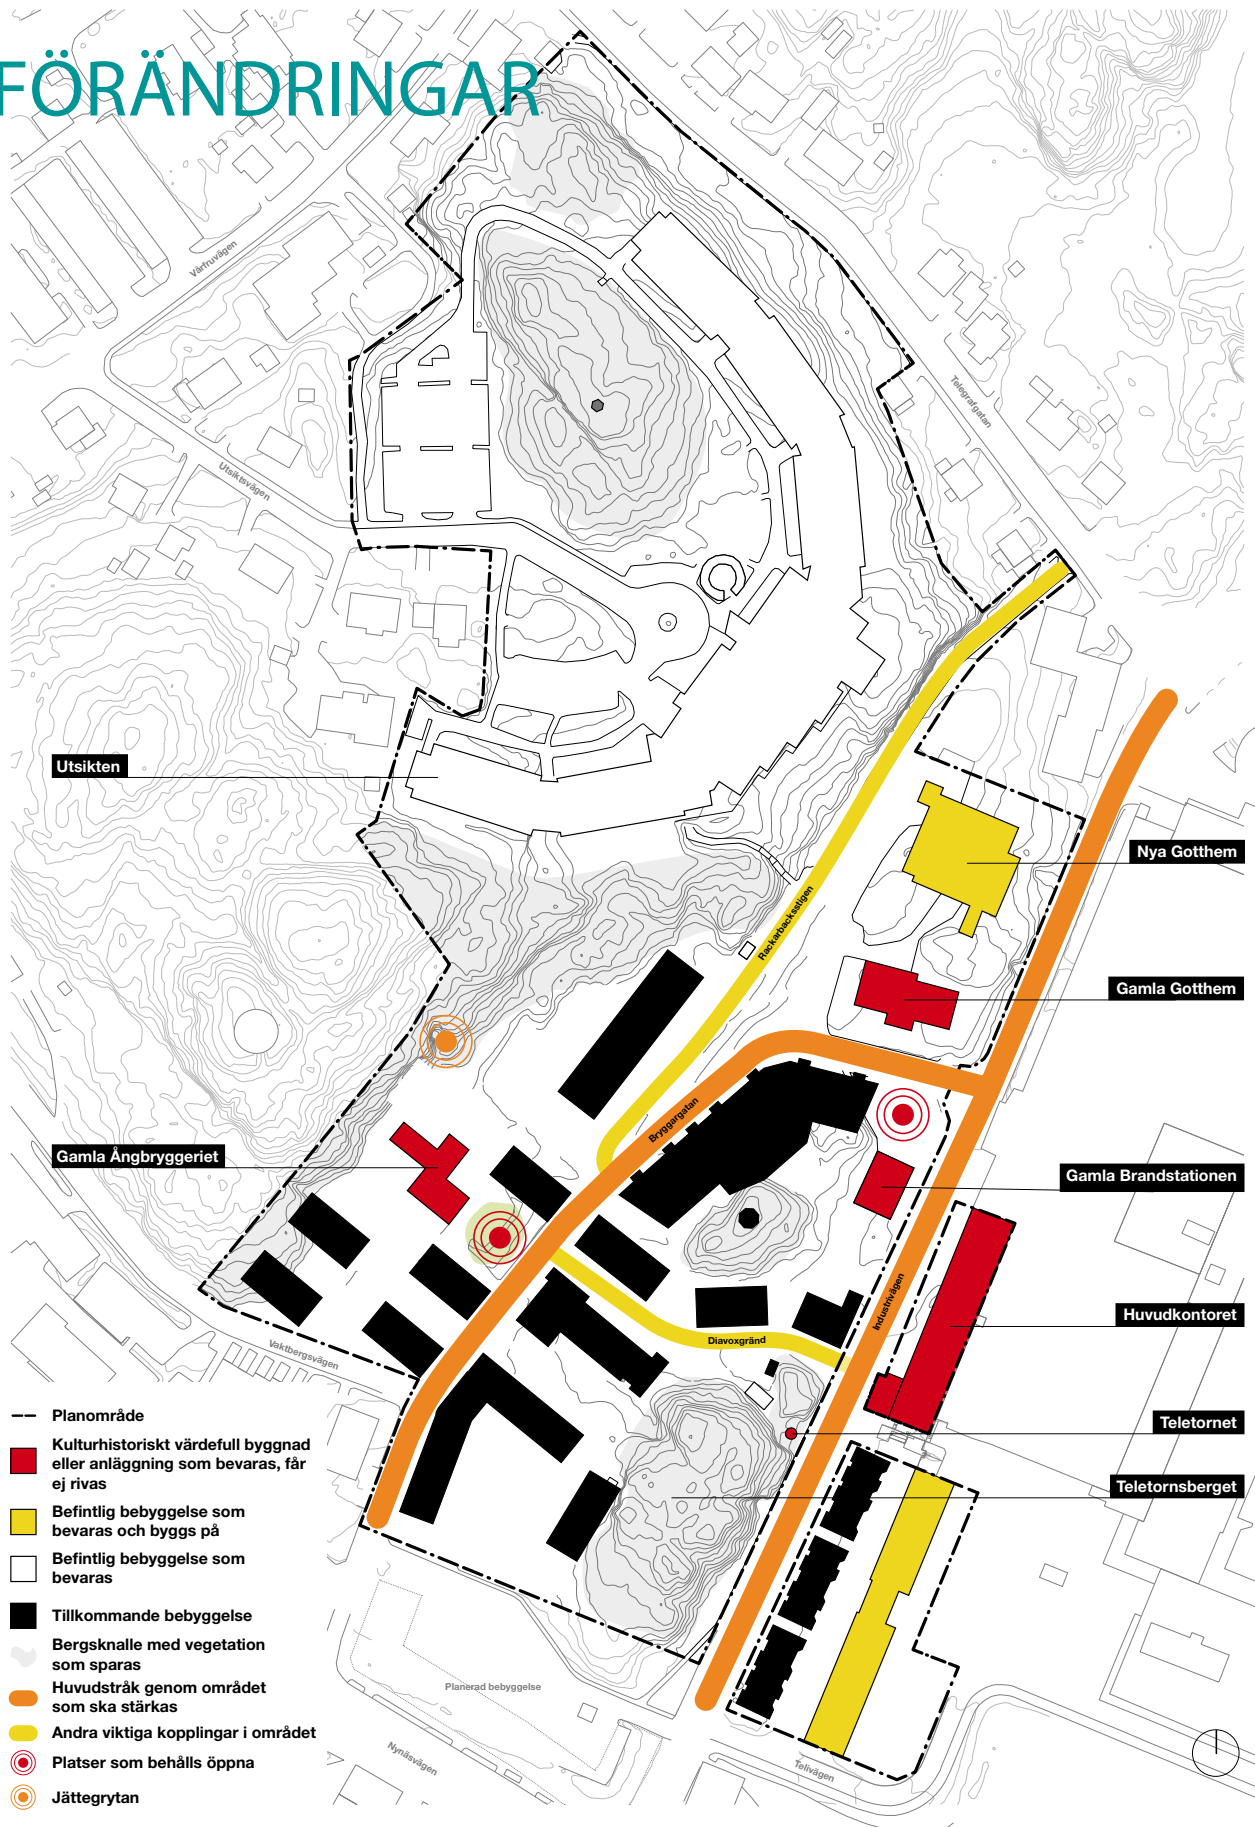 FÖRÄNDRINGAR
Vårfruvägen
Telegrafgatan
Utsiktsvägen
Utsikten
Nya Gotthem
Rackarbacksstigen
Gamla Gotthem
Bryggargatan
Gamla Ångbryggeriet
Gamla Brandstationen
Industrivägen
Huvudkontoret
Diavoxgränd
Vaktbergsvägen
Teletornet
Teletornsberget
Planområde
Kulturhistoriskt värdefull byggnad
eller anläggning som bevaras, får
ej rivas
Befintlig bebyggelse som
bevaras och byggs på
Befintlig bebyggelse som
bevaras
Tillkommande bebyggelse
Bergsknalle med vegetation
som sparas
Huvudstråk genom området
som ska stärkas
Andra viktiga kopplingar i området
Platser som behålls öppna
Jättegrytan
Planerad bebyggelse
Nynäsvägen
Telivägen